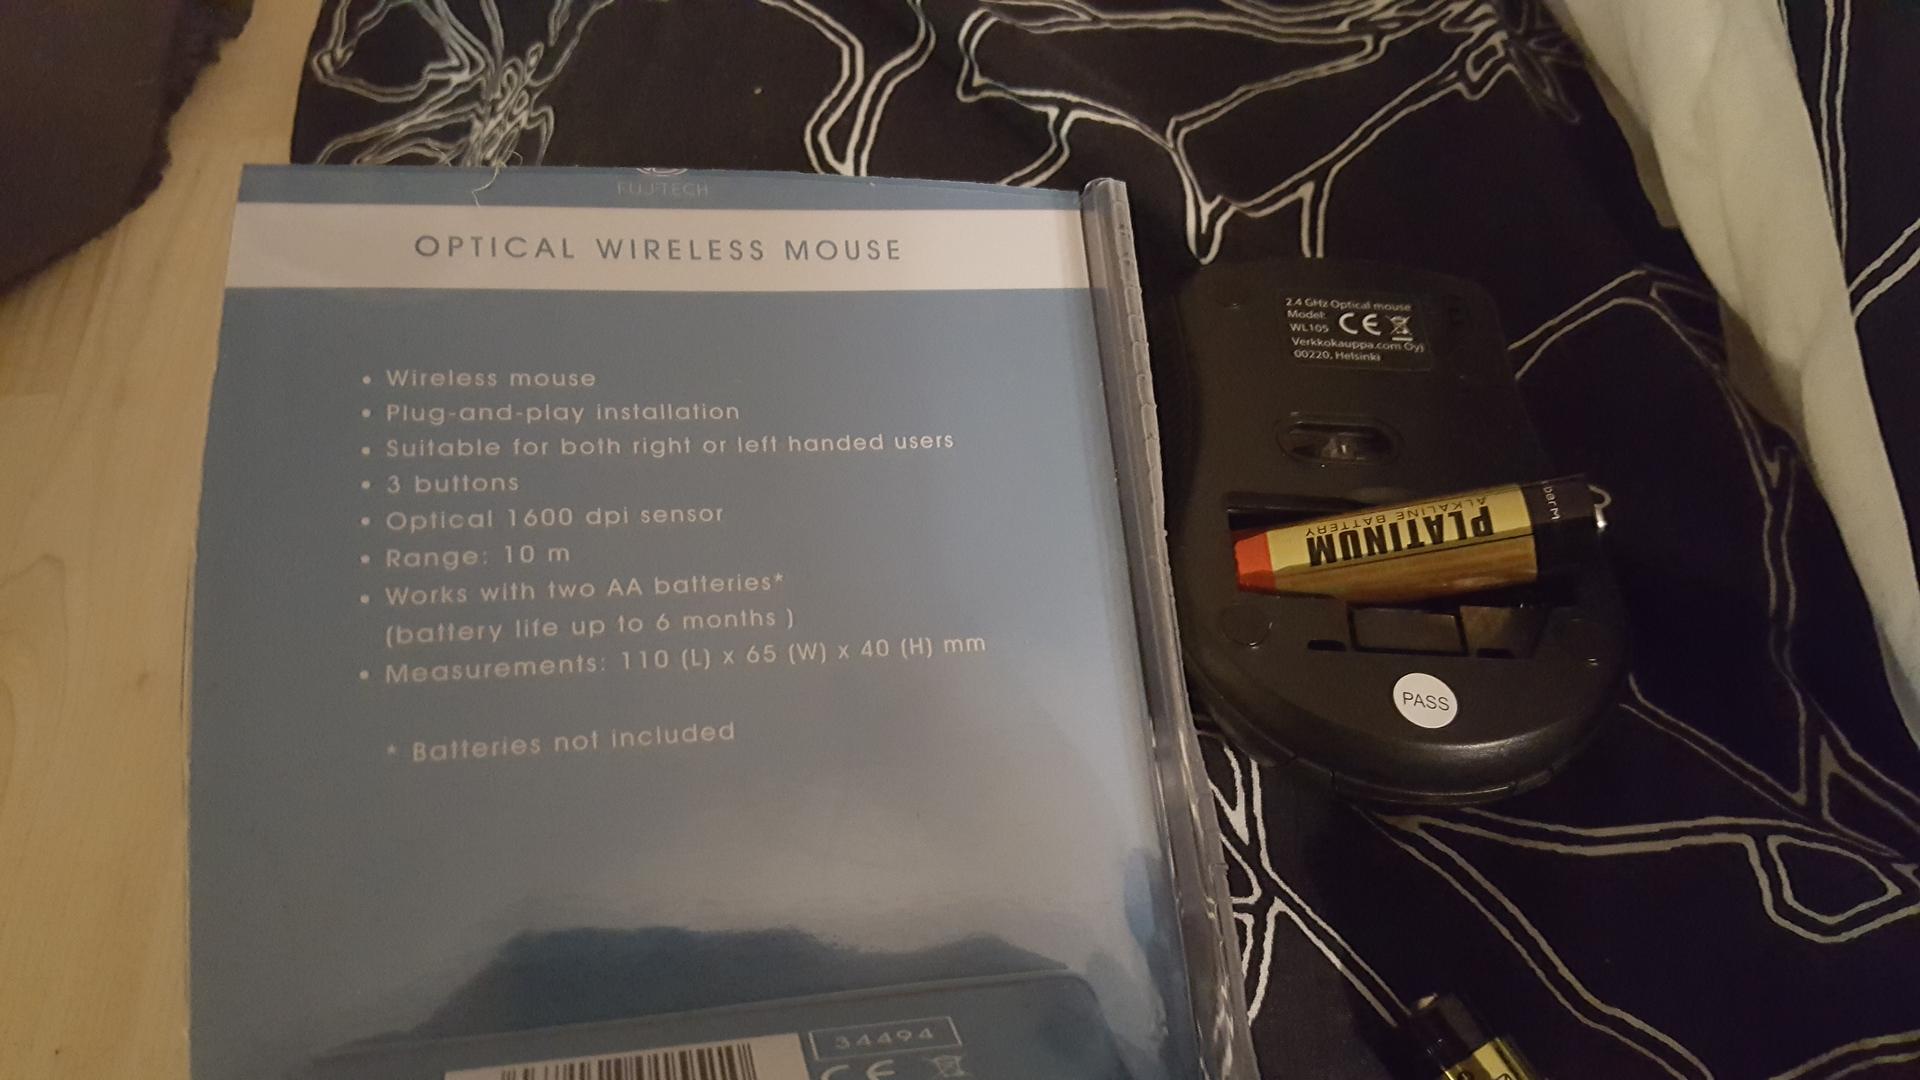 FUJ:TECH
OPTICAL WIRELESS MOUSE
• Wireless mouse
• Plug-and-play installation
• Suitable for both right or left handed users
• 3 buttons
• Optical 1600 dpi sensor
• Range: 10 m
• Works with two AA batteries*
(battery life up to 6 months )
• Measurements: 110 (L) x 65 (W) x 40 (H) mm
* Batteries not included
34494
CE
2.4 GHz Optical mouse
Model:
WL105
CE
Verkkokauppa.com Oyj
00220, Helsinki
PLATINUM
ALKALINE BATTERY
PASS